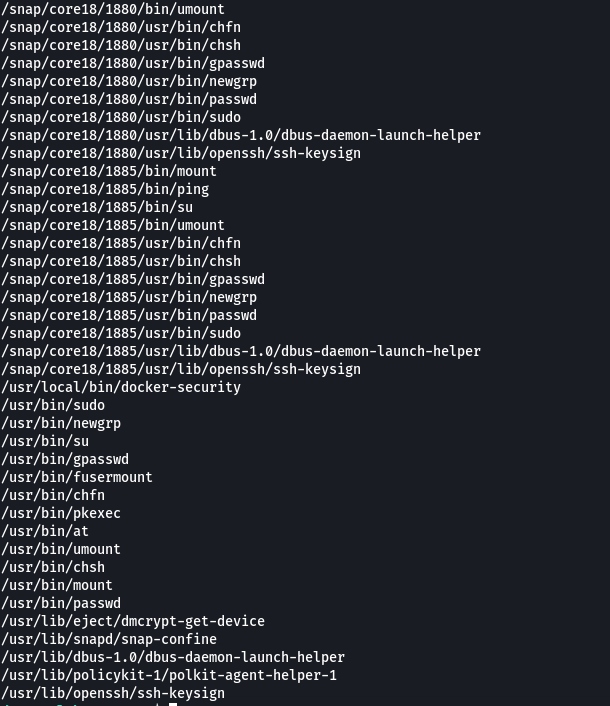 /snap/core18/1880/bin/umount
/snap/core18/1880/usr/bin/chfn
/snap/core18/1880/usr/bin/chsh
/snap/core18/1880/usr/bin/gpasswd
/snap/core18/1880/usr/bin/newgrp
/snap/core18/1880/usr/bin/passwd
/snap/core18/1880/usr/bin/sudo
/snap/core18/1880/usr/lib/dbus-1.0/dbus-daemon-launch-helper
/snap/core18/1880/usr/lib/openssh/ssh-keysign
/snap/core18/1885/bin/mount
/snap/core18/1885/bin/ping
/snap/core18/1885/bin/su
/snap/core18/1885/bin/umount
/snap/core18/1885/usr/bin/chfn
/snap/core18/1885/usr/bin/chsh
/snap/core18/1885/usr/bin/gpasswd
/snap/core18/1885/usr/bin/newgrp
/snap/core18/1885/usr/bin/passwd
/snap/core18/1885/usr/bin/sudo
/snap/core18/1885/usr/lib/dbus-1.0/dbus-daemon-launch-helper
/snap/core18/1885/usr/lib/openssh/ssh-keysign
/usr/local/bin/docker-security
/usr/bin/sudo
/usr/bin/newgrp
/usr/bin/su
/usr/bin/gpasswd
/usr/bin/fusermount
/usr/bin/chfn
/usr/bin/pkexec
/usr/bin/at
/usr/bin/umount
/usr/bin/chsh
/usr/bin/mount
/usr/bin/passwd
/usr/lib/eject/dmcrypt-get-device
/usr/lib/snapd/snap-confine
/usr/lib/dbus-1.0/dbus-daemon-launch-helper
/usr/lib/policykit-1/polkit-agent-helper-1
/usr/lib/openssh/ssh-keysign